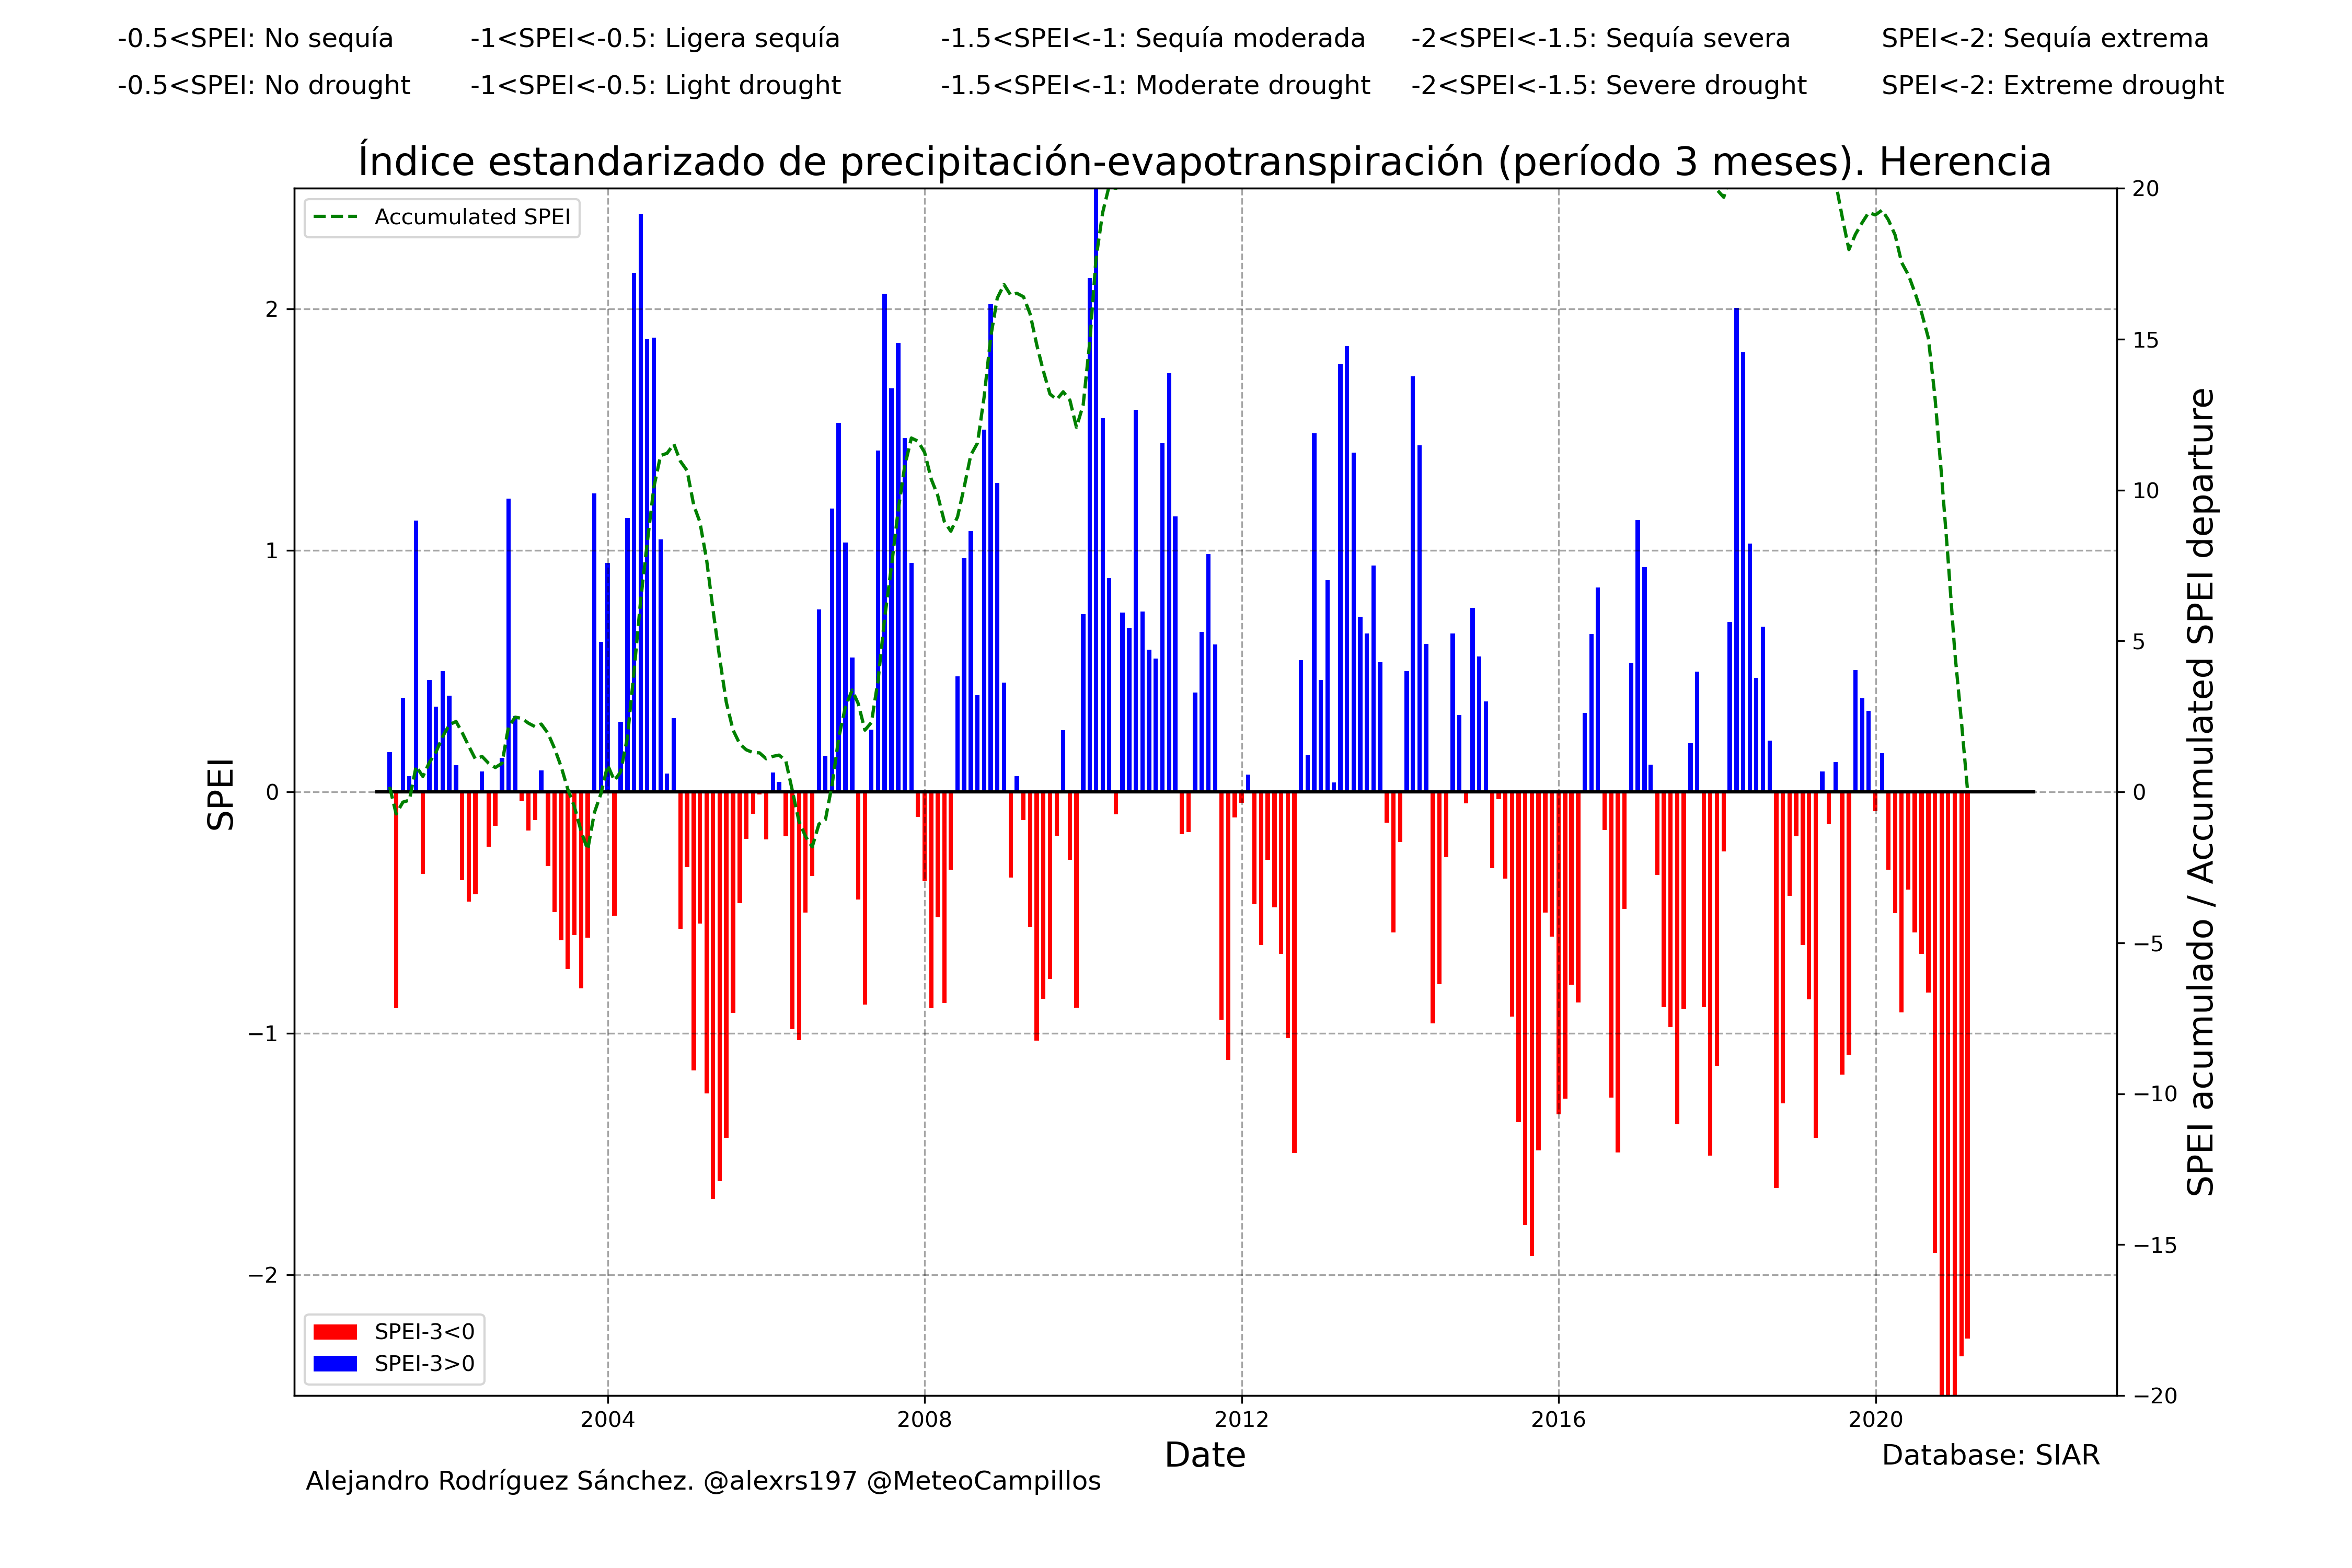 -0.5<SPEI: No sequía -1<SPEI<-0.5: Ligera sequía -1.5<SPEI<-1: Sequía moderada -2<SPEI<-1.5: Sequía severa SPEI<-2: Sequía extrema
-0.5<SPEI: No drought -1<SPEI<-0.5: Light drought -1.5<SPEI<-1: Moderate drought -2<SPEI<-1.5: Severe drought SPEI<-2: Extreme drought
Índice estandarizado de precipitación-evapotranspiración (período 3 meses). Herencia
Accumulated SPEI
SPEI
2
1
0
−1
−2
20
15
10
5
0
−5
−10
−15
−20
SPEI acumulado / Accumulated SPEI departure
SPEI-3<0
SPEI-3>0
2004 2008 2012 2016 2020
Date
Database: SIAR
Alejandro Rodríguez Sánchez. @alexrs197 @MeteoCampillos